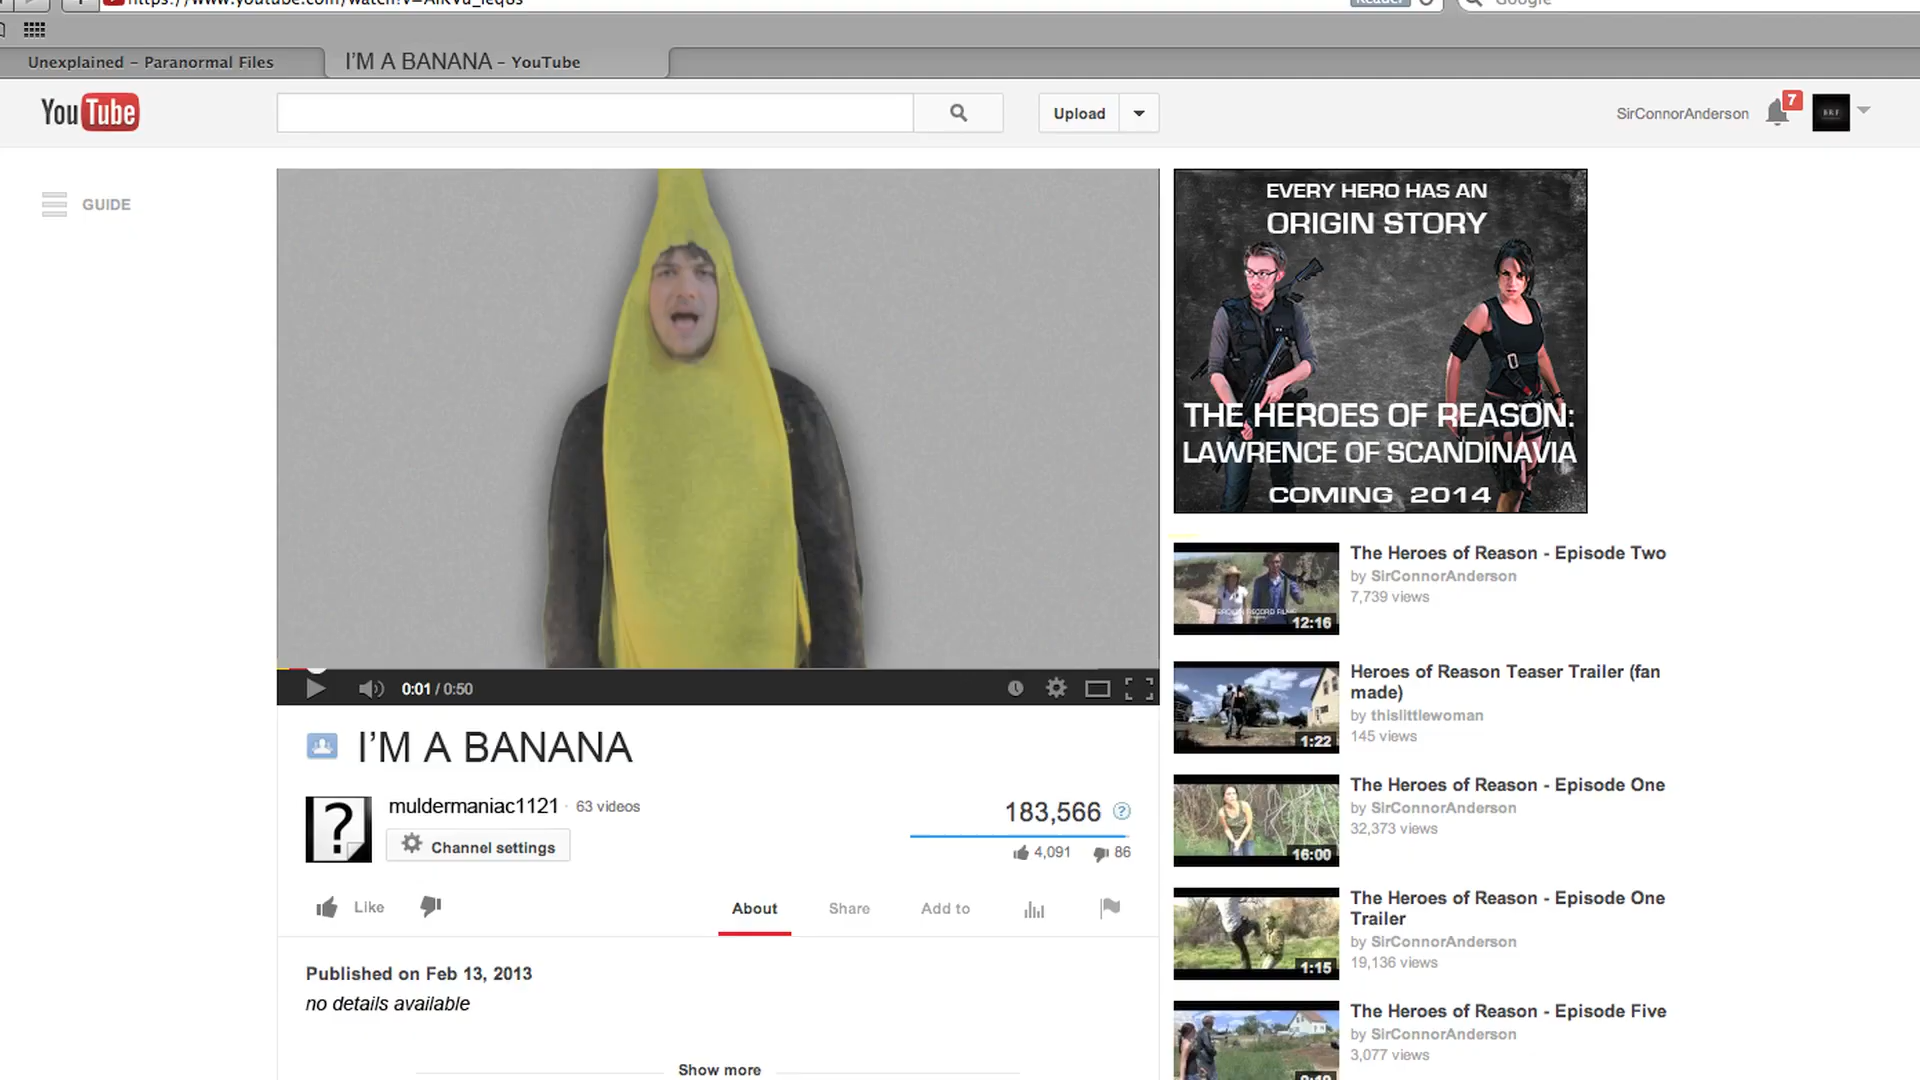 Reader
Google
Unexplained – Paranormal Files
I'M A BANANA – YouTube
YouTube
Upload
SirConnorAnderson
7
BRF
GUIDE
EVERY HERO HAS AN
ORIGIN STORY
THE HEROES OF REASON:
LAWRENCE OF SCANDINAVIA
COMING 2014
0:01 / 0:50
I'M A BANANA
muldermaniac1121 · 63 videos
Channel settings
183,566 ?
4,091 86
Like
About
Share
Add to
Published on Feb 13, 2013
no details available
Show more
The Heroes of Reason - Episode Two
by SirConnorAnderson
7,739 views
12:16
Heroes of Reason Teaser Trailer (fan
made)
by thislittlewoman
145 views
1:22
The Heroes of Reason - Episode One
by SirConnorAnderson
32,373 views
16:00
The Heroes of Reason - Episode One
Trailer
by SirConnorAnderson
19,136 views
1:15
The Heroes of Reason - Episode Five
by SirConnorAnderson
3,077 views